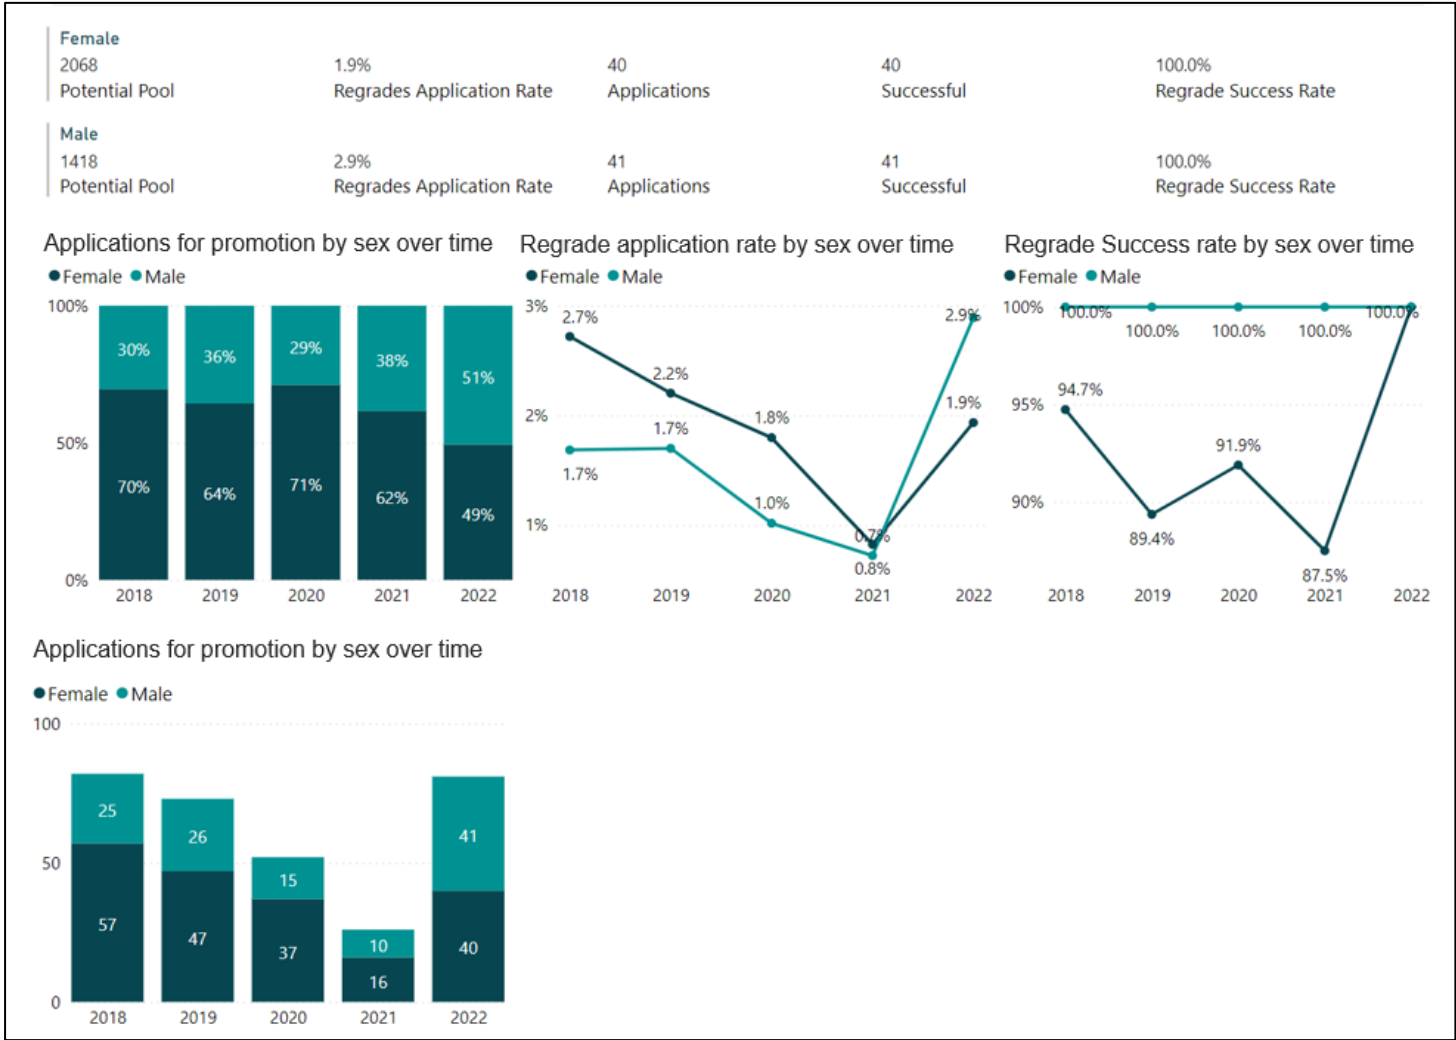 Female
2068 1.9% 40 40 100.0%
Potential Pool Regrades Application Rate Applications Successful Regrade Success Rate
Male
1418 2.9% 41 41 100.0%
Potential Pool Regrades Application Rate Applications Successful Regrade Success Rate
Applications for promotion by sex over time
Female Male
100%
30% 36% 29% 38% 51%
50%
70% 64% 71% 62% 49%
0%
2018 2019 2020 2021 2022
Regrade application rate by sex over time
Female Male
3%
2.7% 2.9%
2.2%
2% 1.8% 1.9%
1.7%
1.7%
1.0%
1% 0.7%
0.8%
2018 2019 2020 2021 2022
Regrade Success rate by sex over time
Female Male
100% 100.0% 100.0%
100.0% 100.0% 100.0%
95% 94.7%
91.9%
90%
89.4%
87.5%
2018 2019 2020 2021 2022
Applications for promotion by sex over time
Female Male
100
25 26 15 10 41
50
57 47 37 16 40
0
2018 2019 2020 2021 2022